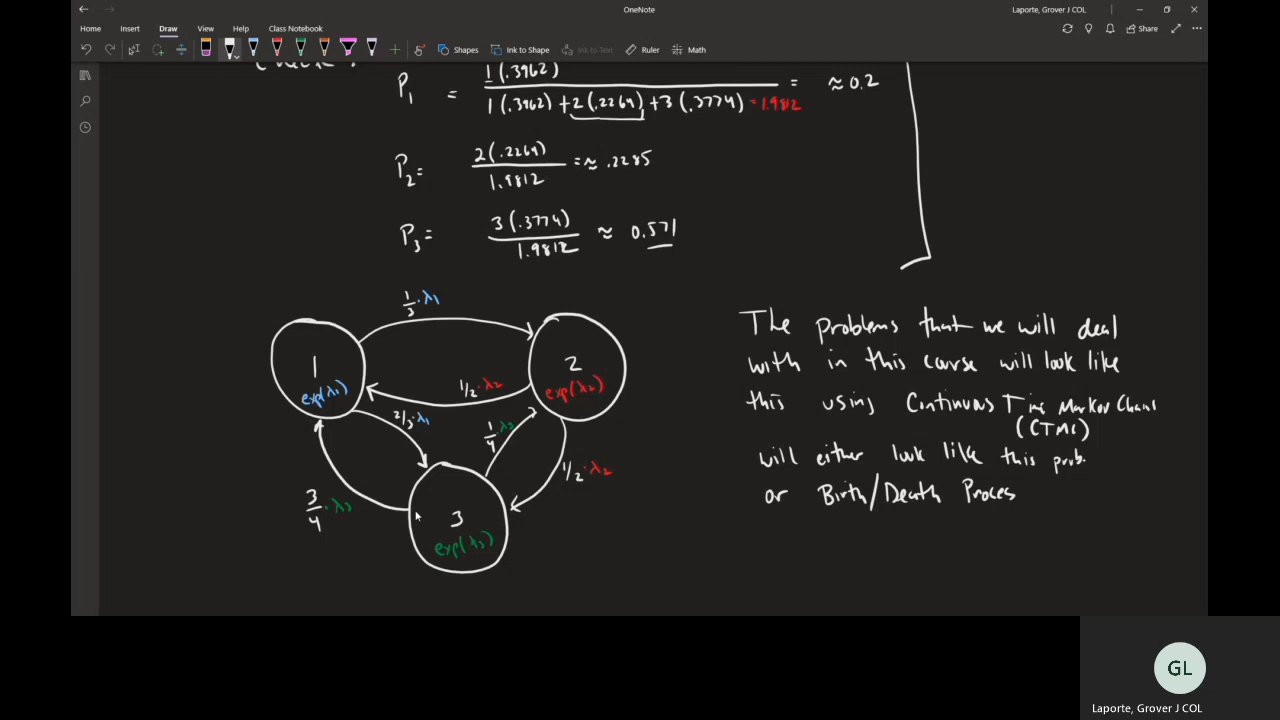 OneNote
Laporte, Grover J COL
Home Insert Draw View Help Class Notebook
Share
Shapes Ink to Shape Ink to Text Ruler Math
P1 = 1(.3962) / 1(.3962) + 2(.2264) + 3(.3774) = 1.9812 = ≈ 0.2
P2 = 2(.2264) / 1.9812 = ≈ .2285
P3 = 3(.3774) / 1.9812 ≈ 0.571
1/3 · λ1
1
exp(λ1)
2
exp(λ2)
1/2 · λ2
2/3 · λ1
1/4 · λ3
1/2 · λ2
3/4 · λ3
3
exp(λ3)
The problems that we will deal
with in this course will look like
this using Continuous Time Markov Chains
(CTMC)
will either look like this prob.
or Birth/Death Process
GL
Laporte, Grover J COL